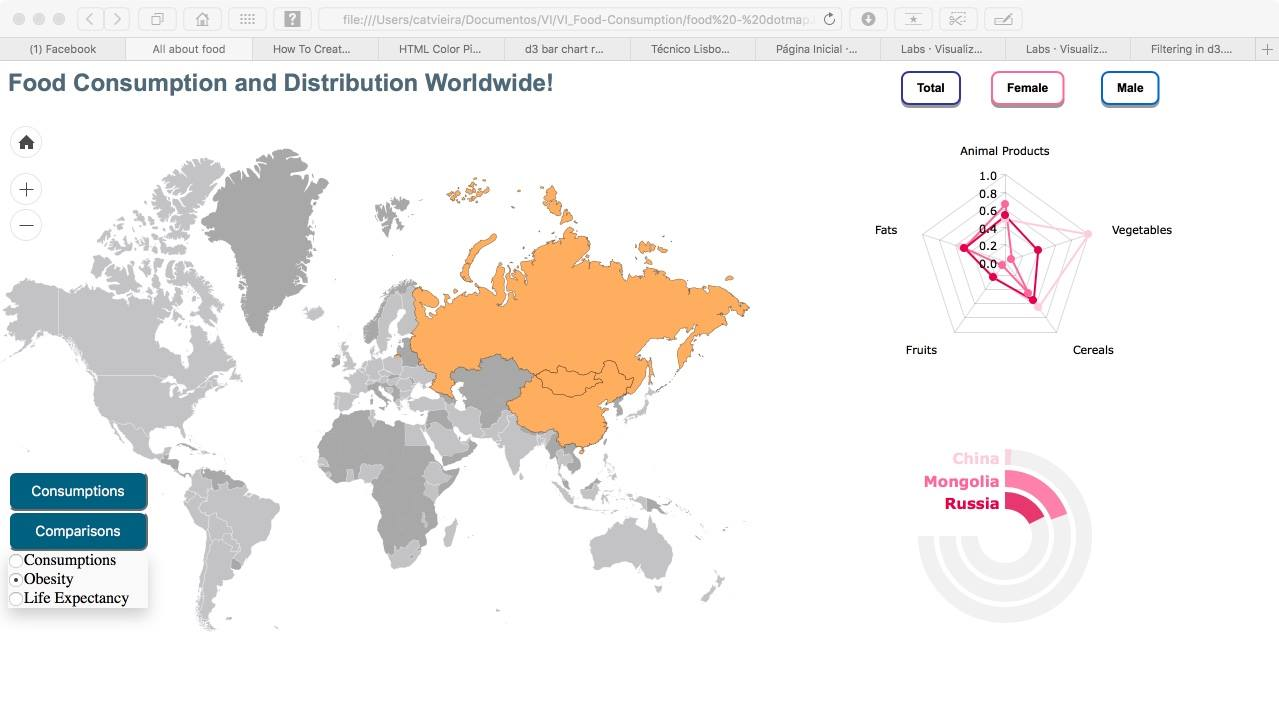 file:///Users/catvieira/Documentos/VI/VI_Food-Consumption/food%20-%20dotmap.
(1) Facebook
All about food
How To Creat...
HTML Color Pi...
d3 bar chart r...
Técnico Lisbo...
Página Inicial ·...
Labs · Visualiz...
Labs · Visualiz...
Filtering in d3....
Food Consumption and Distribution Worldwide!
Total
Female
Male
Animal Products
1.0
0.8
0.6
0.4
0.2
0.0
Fats
Vegetables
Fruits
Cereals
China
Mongolia
Russia
Consumptions
Comparisons
Consumptions
Obesity
Life Expectancy